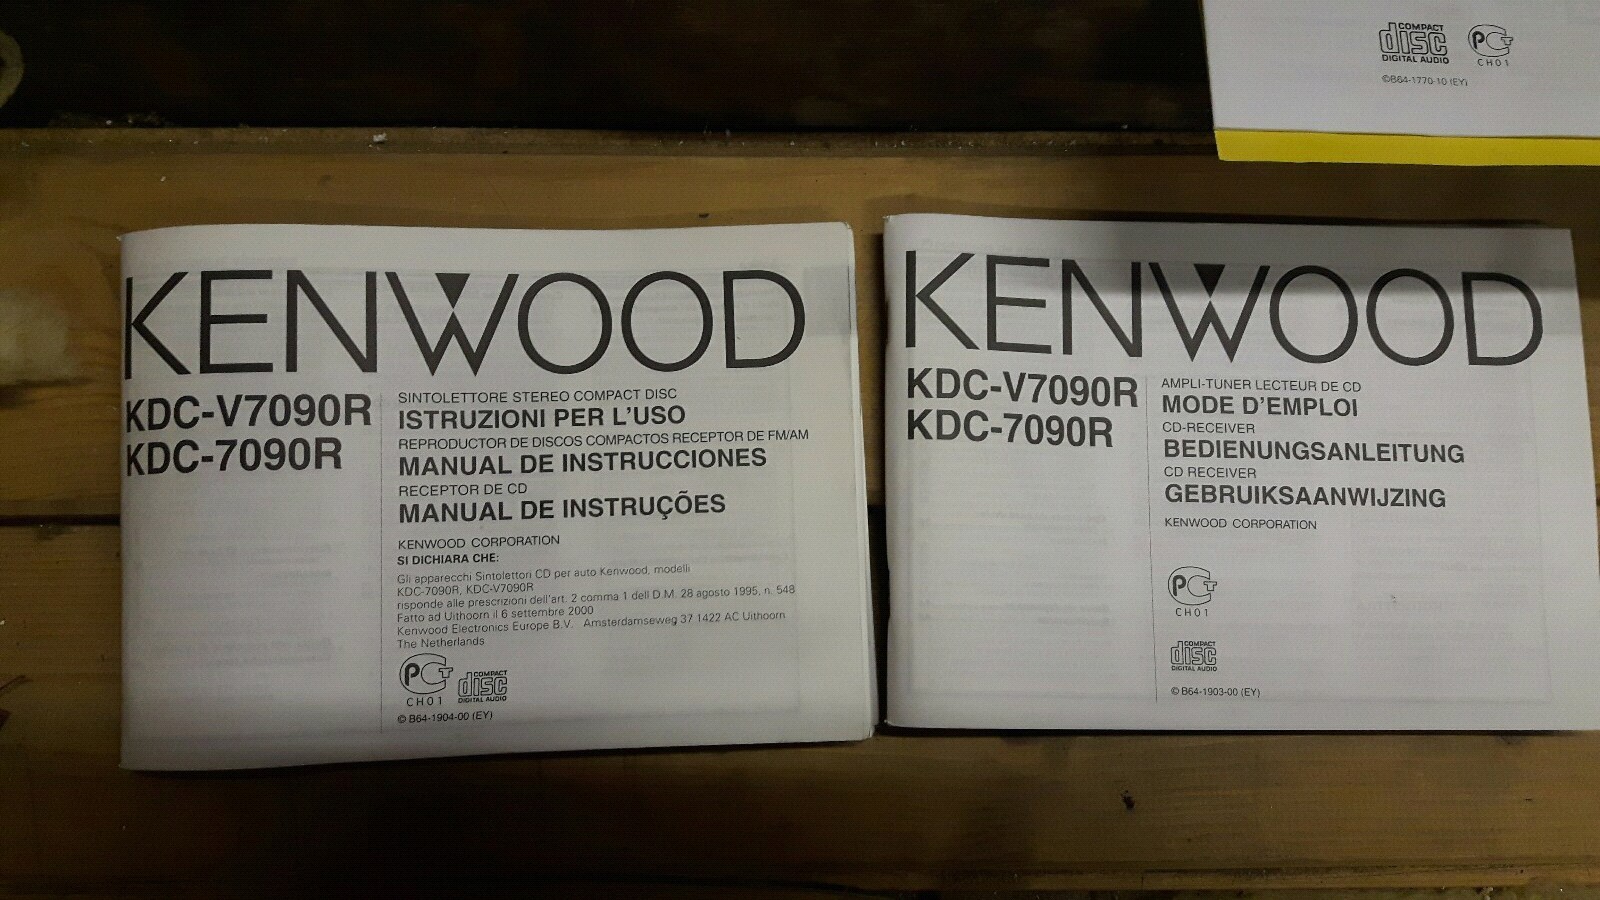 COMPACT
disc
DIGITAL AUDIO
PCT
CH01
©B64-1770-10 (EY)
KENWOOD
KDC-V7090R
KDC-7090R
SINTOLETTORE STEREO COMPACT DISC
ISTRUZIONI PER L'USO
REPRODUCTOR DE DISCOS COMPACTOS RECEPTOR DE FM/AM
MANUAL DE INSTRUCCIONES
RECEPTOR DE CD
MANUAL DE INSTRUÇÕES
KENWOOD CORPORATION
SI DICHIARA CHE:
Gli apparecchi Sintolettori CD per auto Kenwood, modelli
KDC-7090R, KDC-V7090R
risponde alle prescrizioni dell'art. 2 comma 1 dell D.M. 28 agosto 1995, n. 548
Fatto ad Uithoorn il 6 settembre 2000
Kenwood Electronics Europe B.V. Amsterdamseweg 37 1422 AC Uithoorn
The Netherlands
PCT
CH01
COMPACT
disc
DIGITAL AUDIO
© B64-1904-00 (EY)
KENWOOD
KDC-V7090R
KDC-7090R
AMPLI-TUNER LECTEUR DE CD
MODE D'EMPLOI
CD-RECEIVER
BEDIENUNGSANLEITUNG
CD RECEIVER
GEBRUIKSAANWIJZING
KENWOOD CORPORATION
PCT
CH01
COMPACT
disc
DIGITAL AUDIO
© B64-1903-00 (EY)